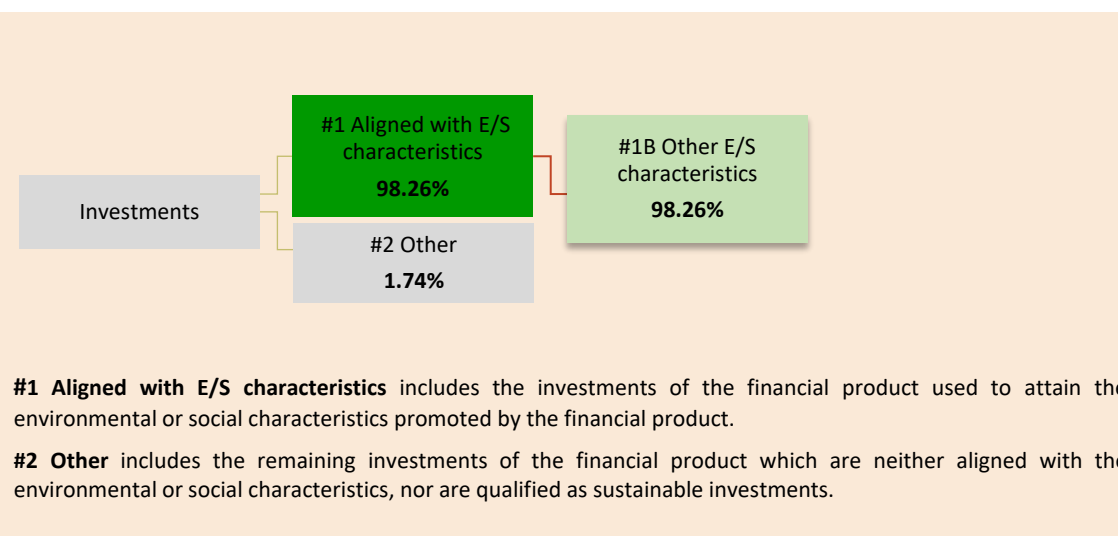 #1 Aligned with E/S
characteristics
98.26%
#1B Other E/S
characteristics
98.26%
Investments
#2 Other
1.74%
#1 Aligned with E/S characteristics includes the investments of the financial product used to attain the
environmental or social characteristics promoted by the financial product.
#2 Other includes the remaining investments of the financial product which are neither aligned with the
environmental or social characteristics, nor are qualified as sustainable investments.